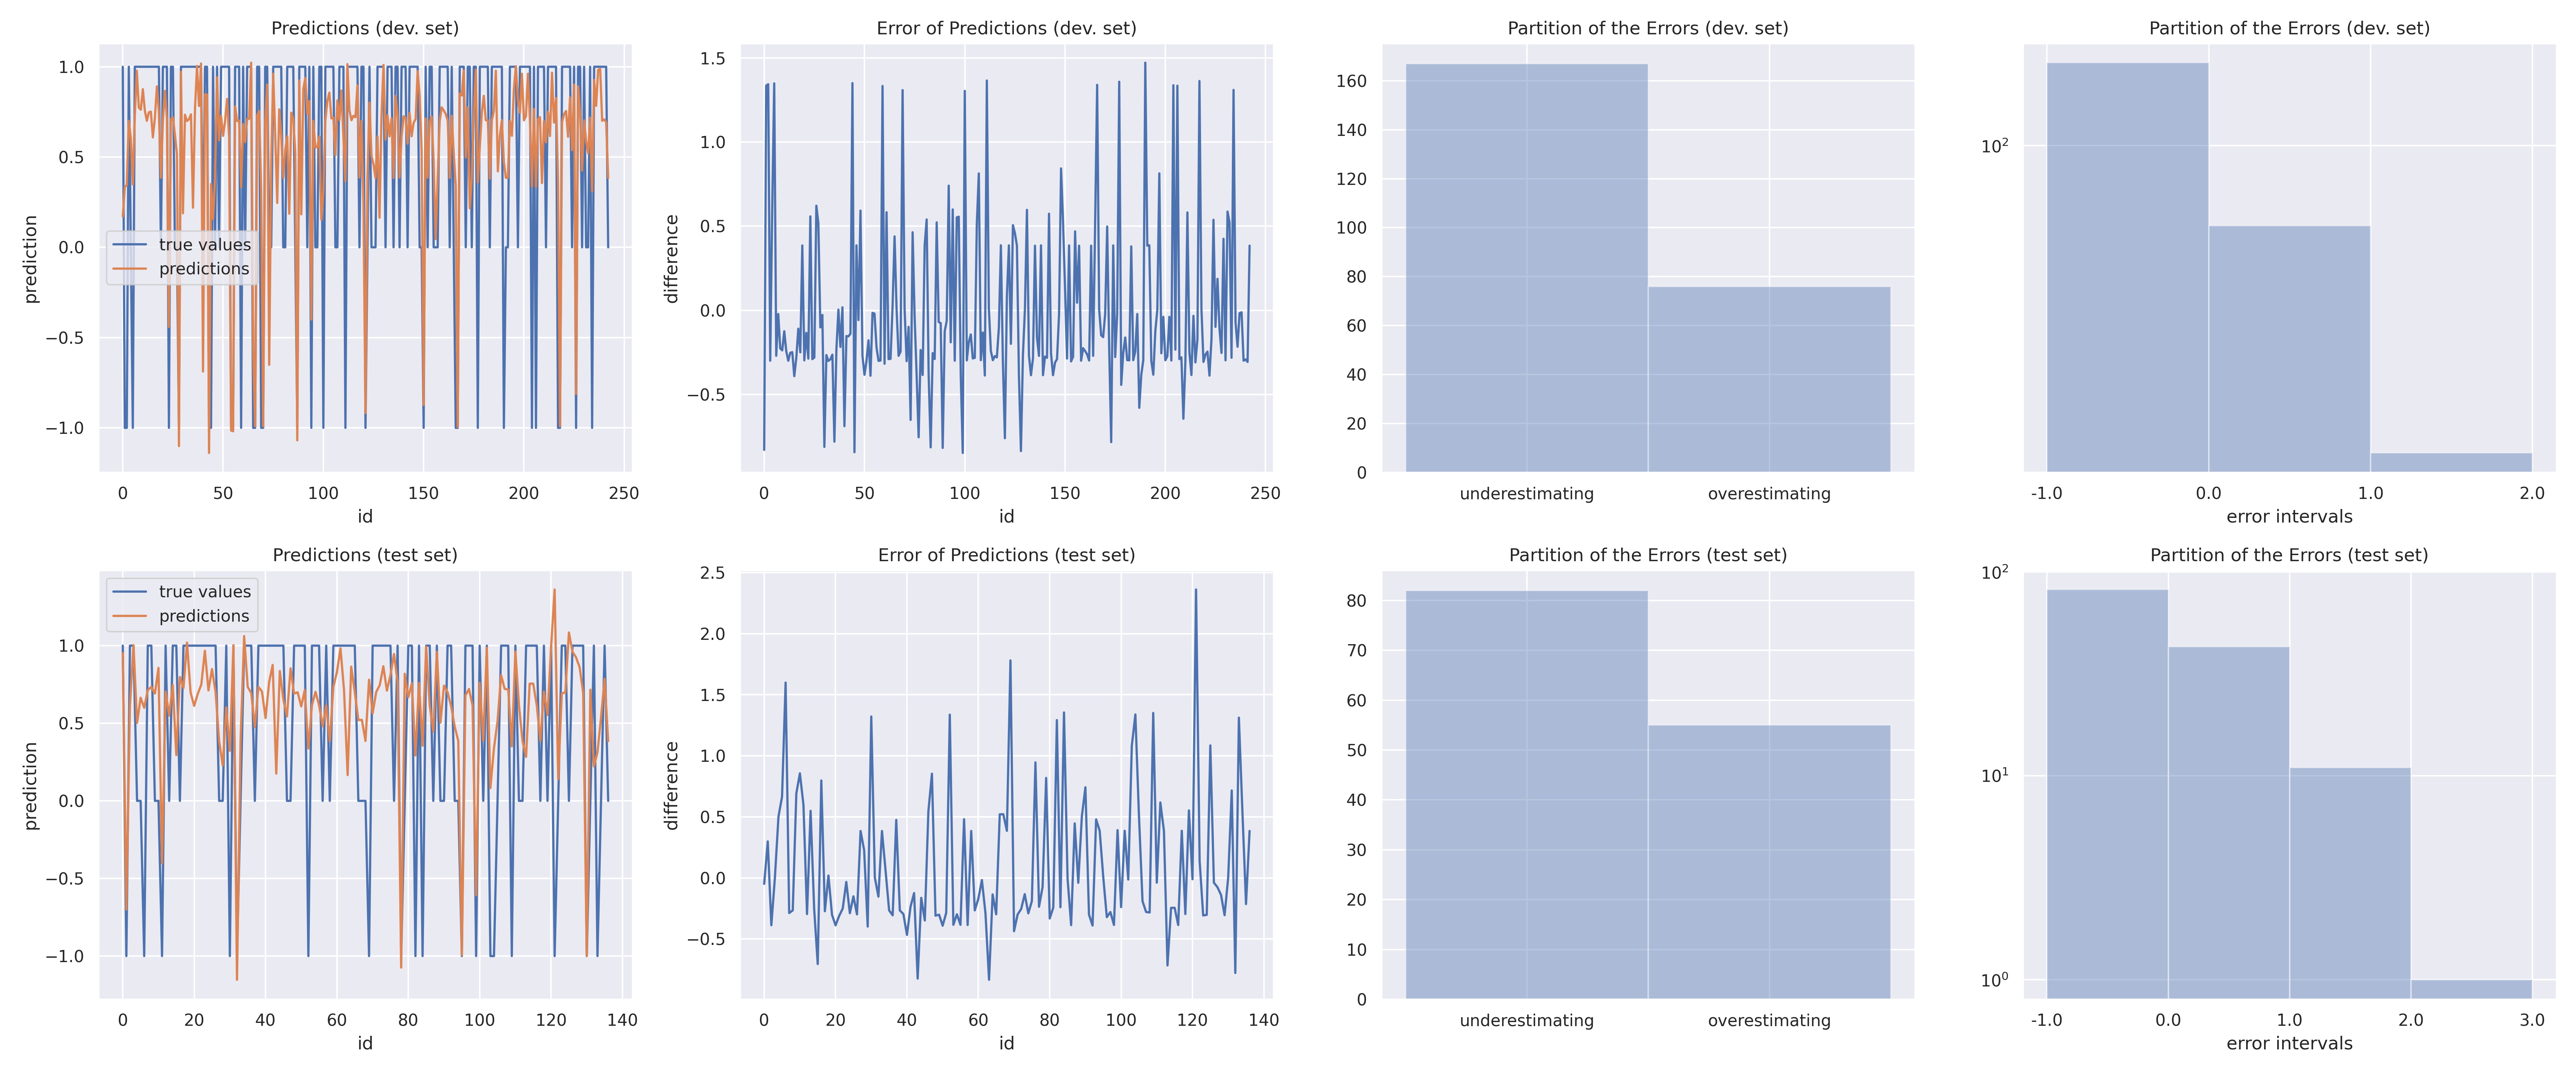 Predictions (dev. set)
1.0
0.5
0.0
−0.5
−1.0
prediction
true values
predictions
0 50 100 150 200 250
id
Error of Predictions (dev. set)
1.5
1.0
0.5
0.0
−0.5
difference
0 50 100 150 200 250
id
Partition of the Errors (dev. set)
160
140
120
100
80
60
40
20
0
underestimating overestimating
Partition of the Errors (dev. set)
10²
-1.0 0.0 1.0 2.0
error intervals
Predictions (test set)
1.0
0.5
0.0
−0.5
−1.0
prediction
true values
predictions
0 20 40 60 80 100 120 140
id
Error of Predictions (test set)
2.5
2.0
1.5
1.0
0.5
0.0
−0.5
difference
0 20 40 60 80 100 120 140
id
Partition of the Errors (test set)
80
70
60
50
40
30
20
10
0
underestimating overestimating
Partition of the Errors (test set)
10²
10¹
10⁰
-1.0 0.0 1.0 2.0 3.0
error intervals